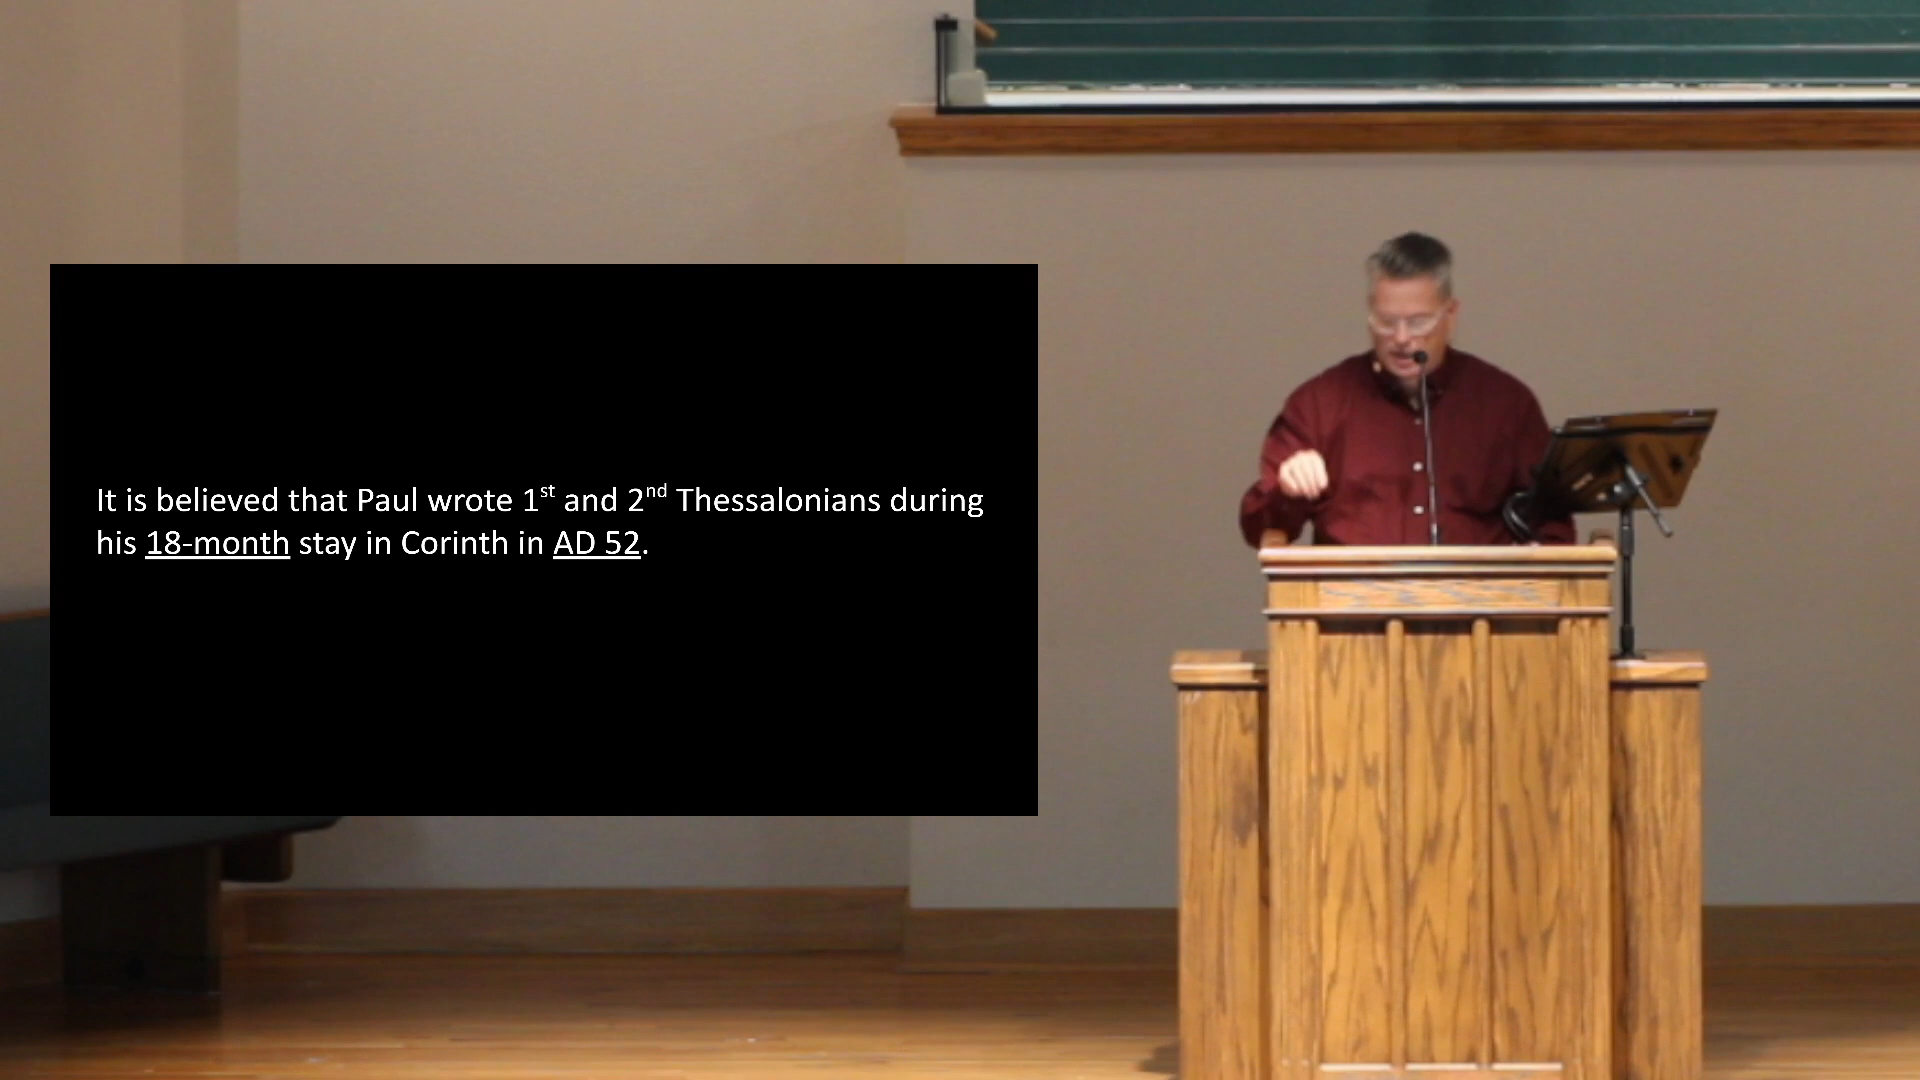 It is believed that Paul wrote 1st and 2nd Thessalonians during
his 18-month stay in Corinth in AD 52.